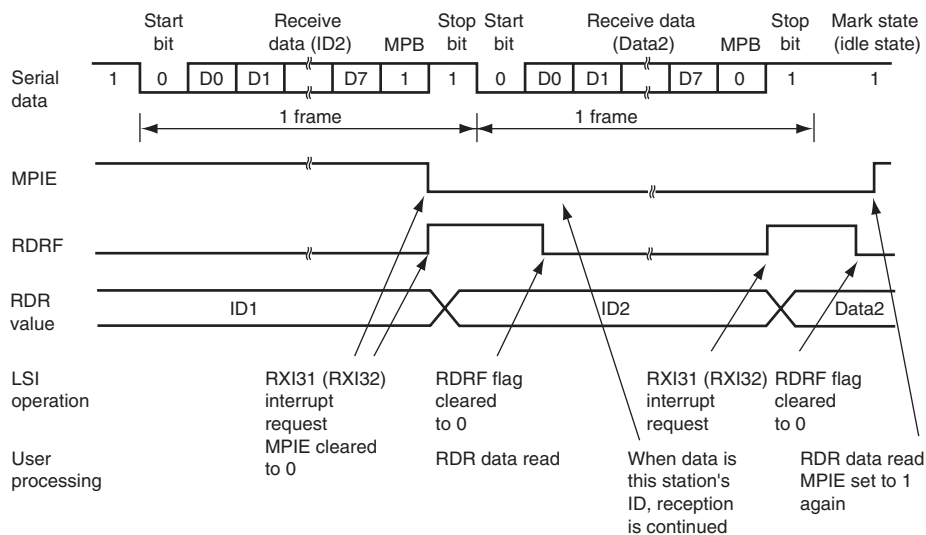 Start bit
Receive data (ID2)
MPB
Stop bit
Start bit
Receive data (Data2)
MPB
Stop bit
Mark state (idle state)
Serial data
1 0 D0 D1 D7 1 1 0 D0 D1 D7 0 1 1
1 frame 1 frame
MPIE
RDRF
RDR value
ID1 ID2 Data2
LSI operation
RXI31 (RXI32)
interrupt
request
MPIE cleared
to 0
RDRF flag
cleared
to 0
RXI31 (RXI32)
interrupt
request
RDRF flag
cleared
to 0
User processing
RDR data read
When data is
this station's
ID, reception
is continued
RDR data read
MPIE set to 1
again